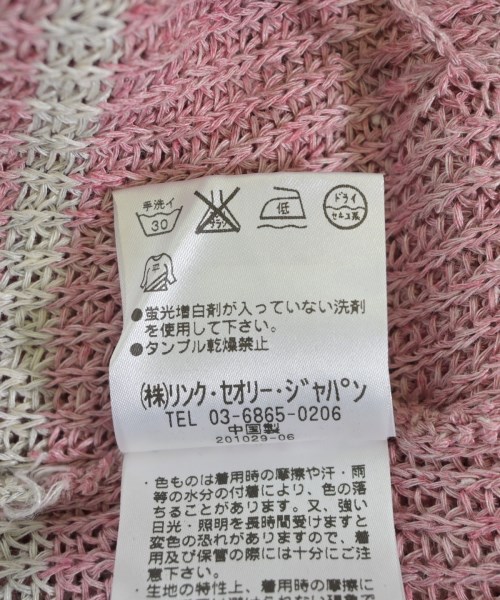 手洗イ
30
エンソ
サラシ
低
ドライ
セキユ系
●蛍光増白剤が入っていない洗剤
を使用して下さい。
●タンブル乾燥禁止
(株)リンク・セオリー・ジャパン
TEL 03-6865-0206
中国製
201029-06
・色ものは着用時の摩擦や汗・雨
等の水分の付着により、色の落
ちることがあります。又、強い
日光・照明を長時間受けますと
変色の恐れがありますので、着
用及び保管の際には十分にご注
意下さい。
・生地の特性上、着用時の摩擦に